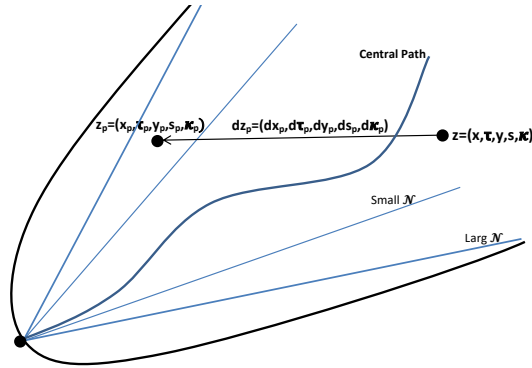 Central Path
z_p=(x_p,τ_p,y_p,s_p,κ_p)
dz_p=(dx_p,dτ_p,dy_p,ds_p,dκ_p)
z=(x,τ,y,s,κ)
Small 𝒩
Larg 𝒩